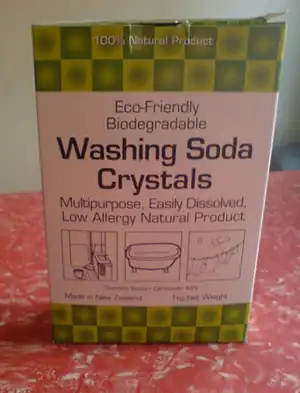 100% Natural Product
Eco-Friendly
Biodegradable
Washing Soda
Crystals
Multipurpose, Easily Dissolved,
Low Allergy Natural Product
Made in New Zealand 1kg Net Weight